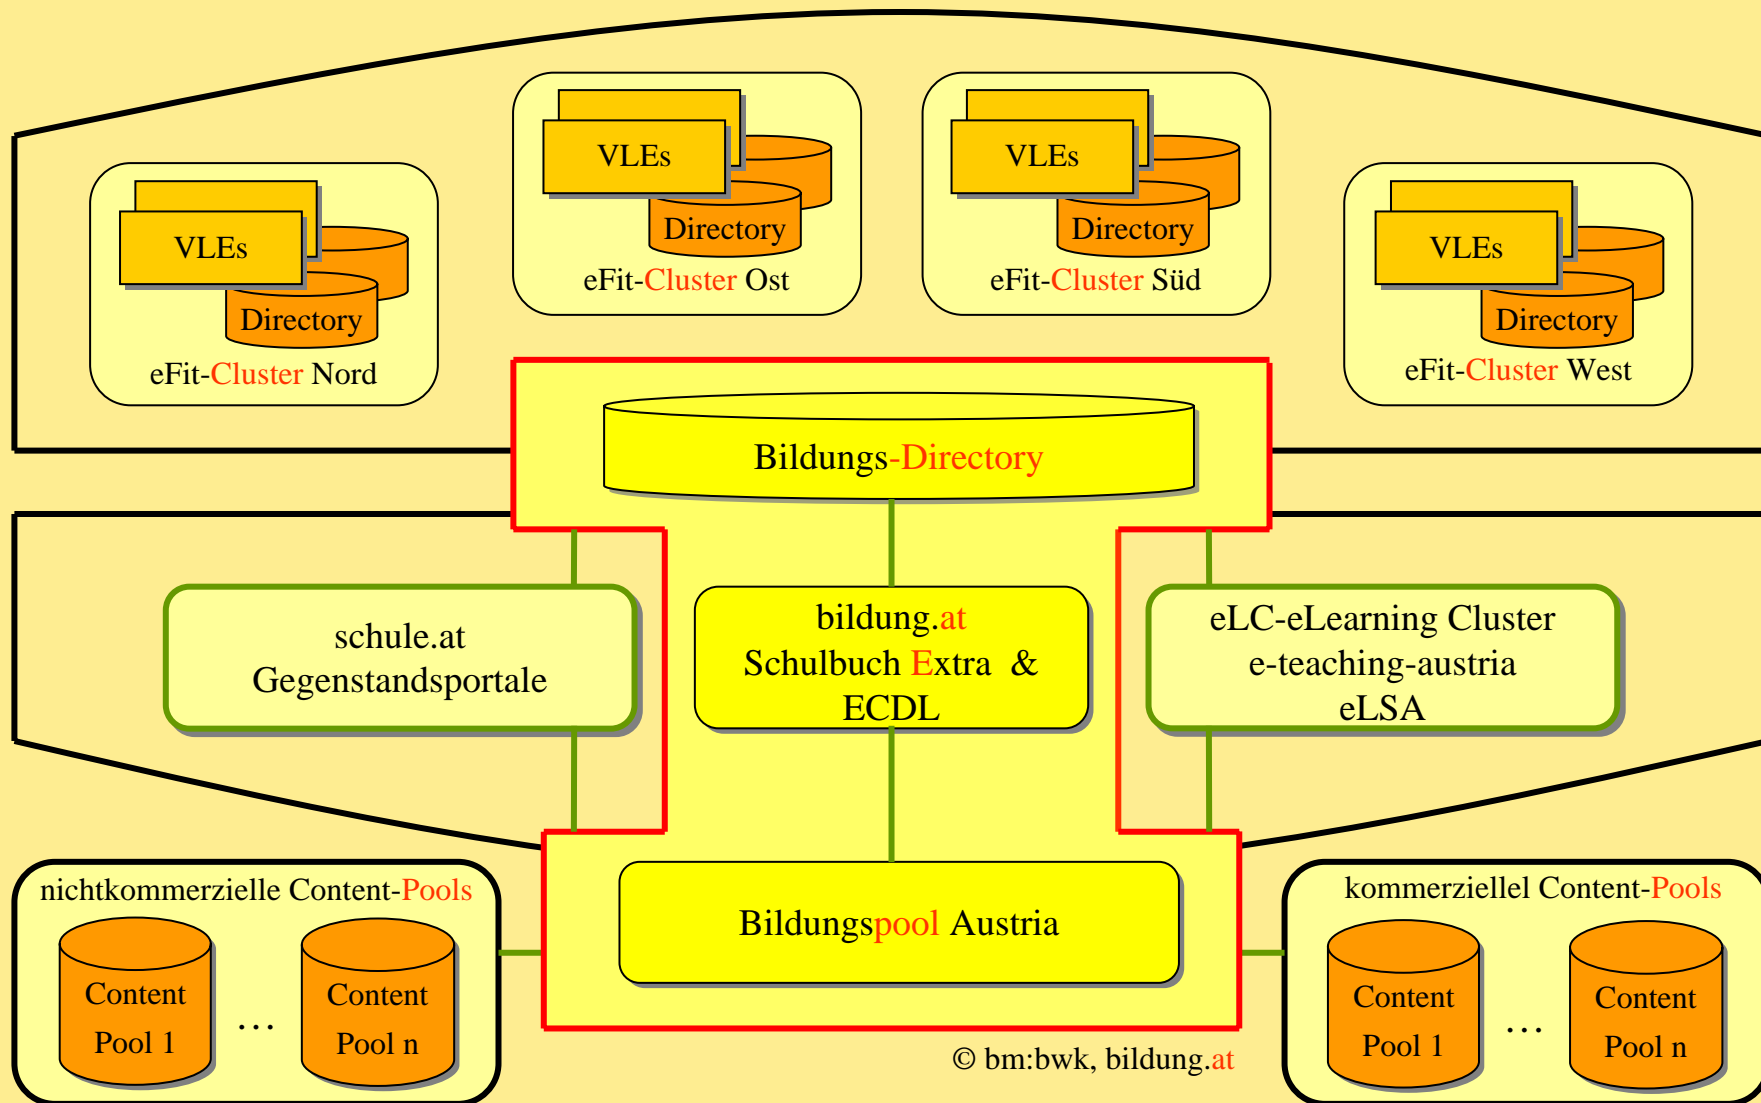 VLEs
Directory
eFit-Cluster Nord
VLEs
Directory
eFit-Cluster Ost
VLEs
Directory
eFit-Cluster Süd
VLEs
Directory
eFit-Cluster West
Bildungs-Directory
schule.at
Gegenstandsportale
bildung.at
Schulbuch Extra &
ECDL
eLC-eLearning Cluster
e-teaching-austria
eLSA
nichtkommerzielle Content-Pools
Content
Pool 1
...
Content
Pool n
Bildungspool Austria
kommerziellel Content-Pools
Content
Pool 1
...
Content
Pool n
© bm:bwk, bildung.at